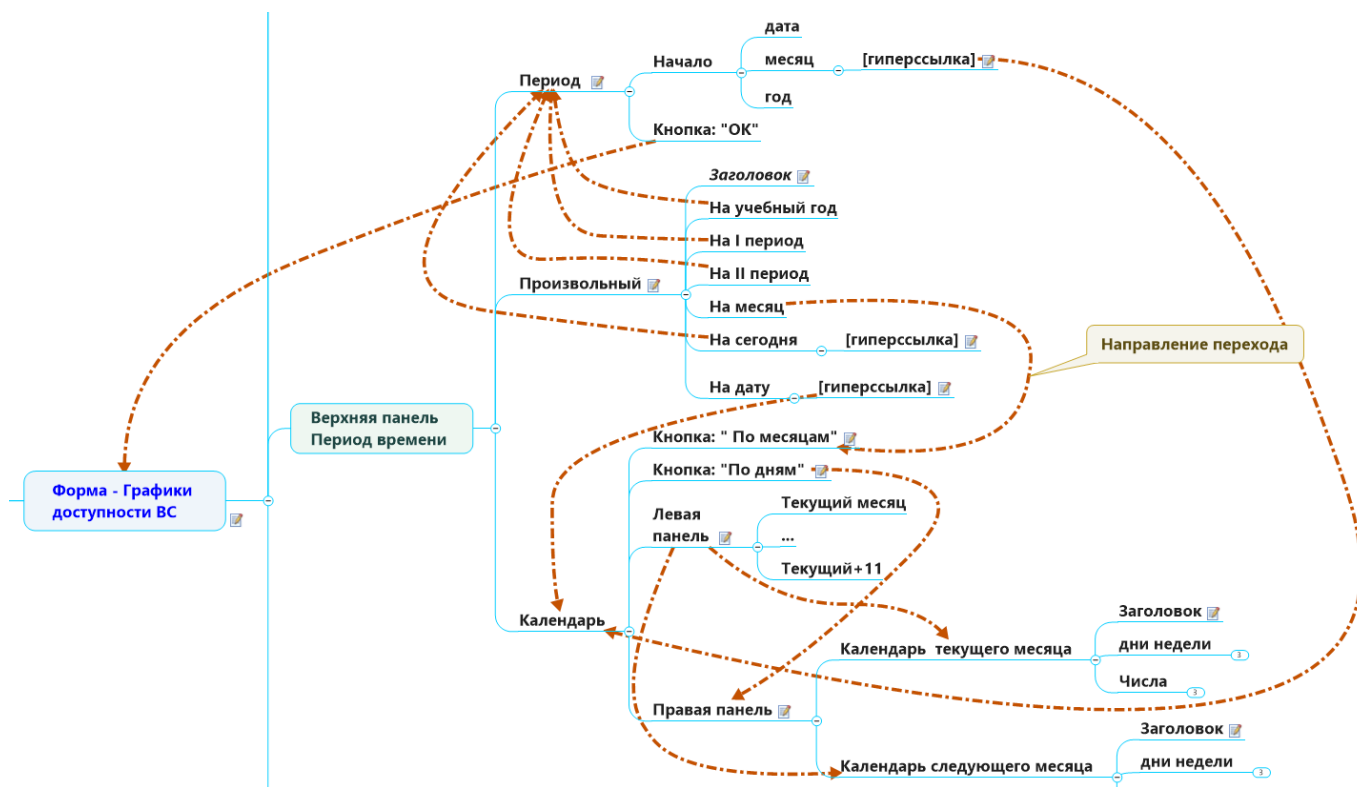 дата
Начало
месяц
[гиперссылка]
Период
год
Кнопка: "ОК"
Заголовок
На учебный год
На I период
На II период
Произвольный
На месяц
На сегодня
[гиперссылка]
Направление перехода
На дату
[гиперссылка]
Верхняя панель
Период времени
Кнопка: " По месяцам"
Кнопка: "По дням"
Форма - Графики
доступности ВС
Левая
панель
Текущий месяц
...
Текущий+11
Календарь
Заголовок
Календарь текущего месяца
дни недели
3
Числа
3
Правая панель
Заголовок
Календарь следующего месяца
дни недели
3